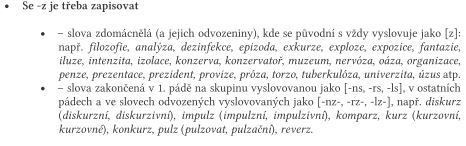 • Se -z je třeba zapisovat
• – slova zdomácnělá (a jejich odvozeniny), kde se původní s vždy vyslovuje jako [z]:
např. filozofie, analýza, dezinfekce, epizoda, exkurze, exploze, expozice, fantazie,
iluze, intenzita, izolace, konzerva, konzervatoř, muzeum, nervóza, oáza, organizace,
penze, prezentace, prezident, provize, próza, torzo, tuberkulóza, univerzita, úzus atp.
• – slova zakončená v 1. pádě na skupinu vyslovovanou jako [-ns, -rs, -ls], v ostatních
pádech a ve slovech odvozených vyslovovaných jako [-nz-, -rz-, -lz-], např. diskurz
(diskurzní, diskurzivní), impulz (impulzní, impulzivní), komparz, kurz (kurzovní,
kurzovně), konkurz, pulz (pulzovat, pulzační), reverz.